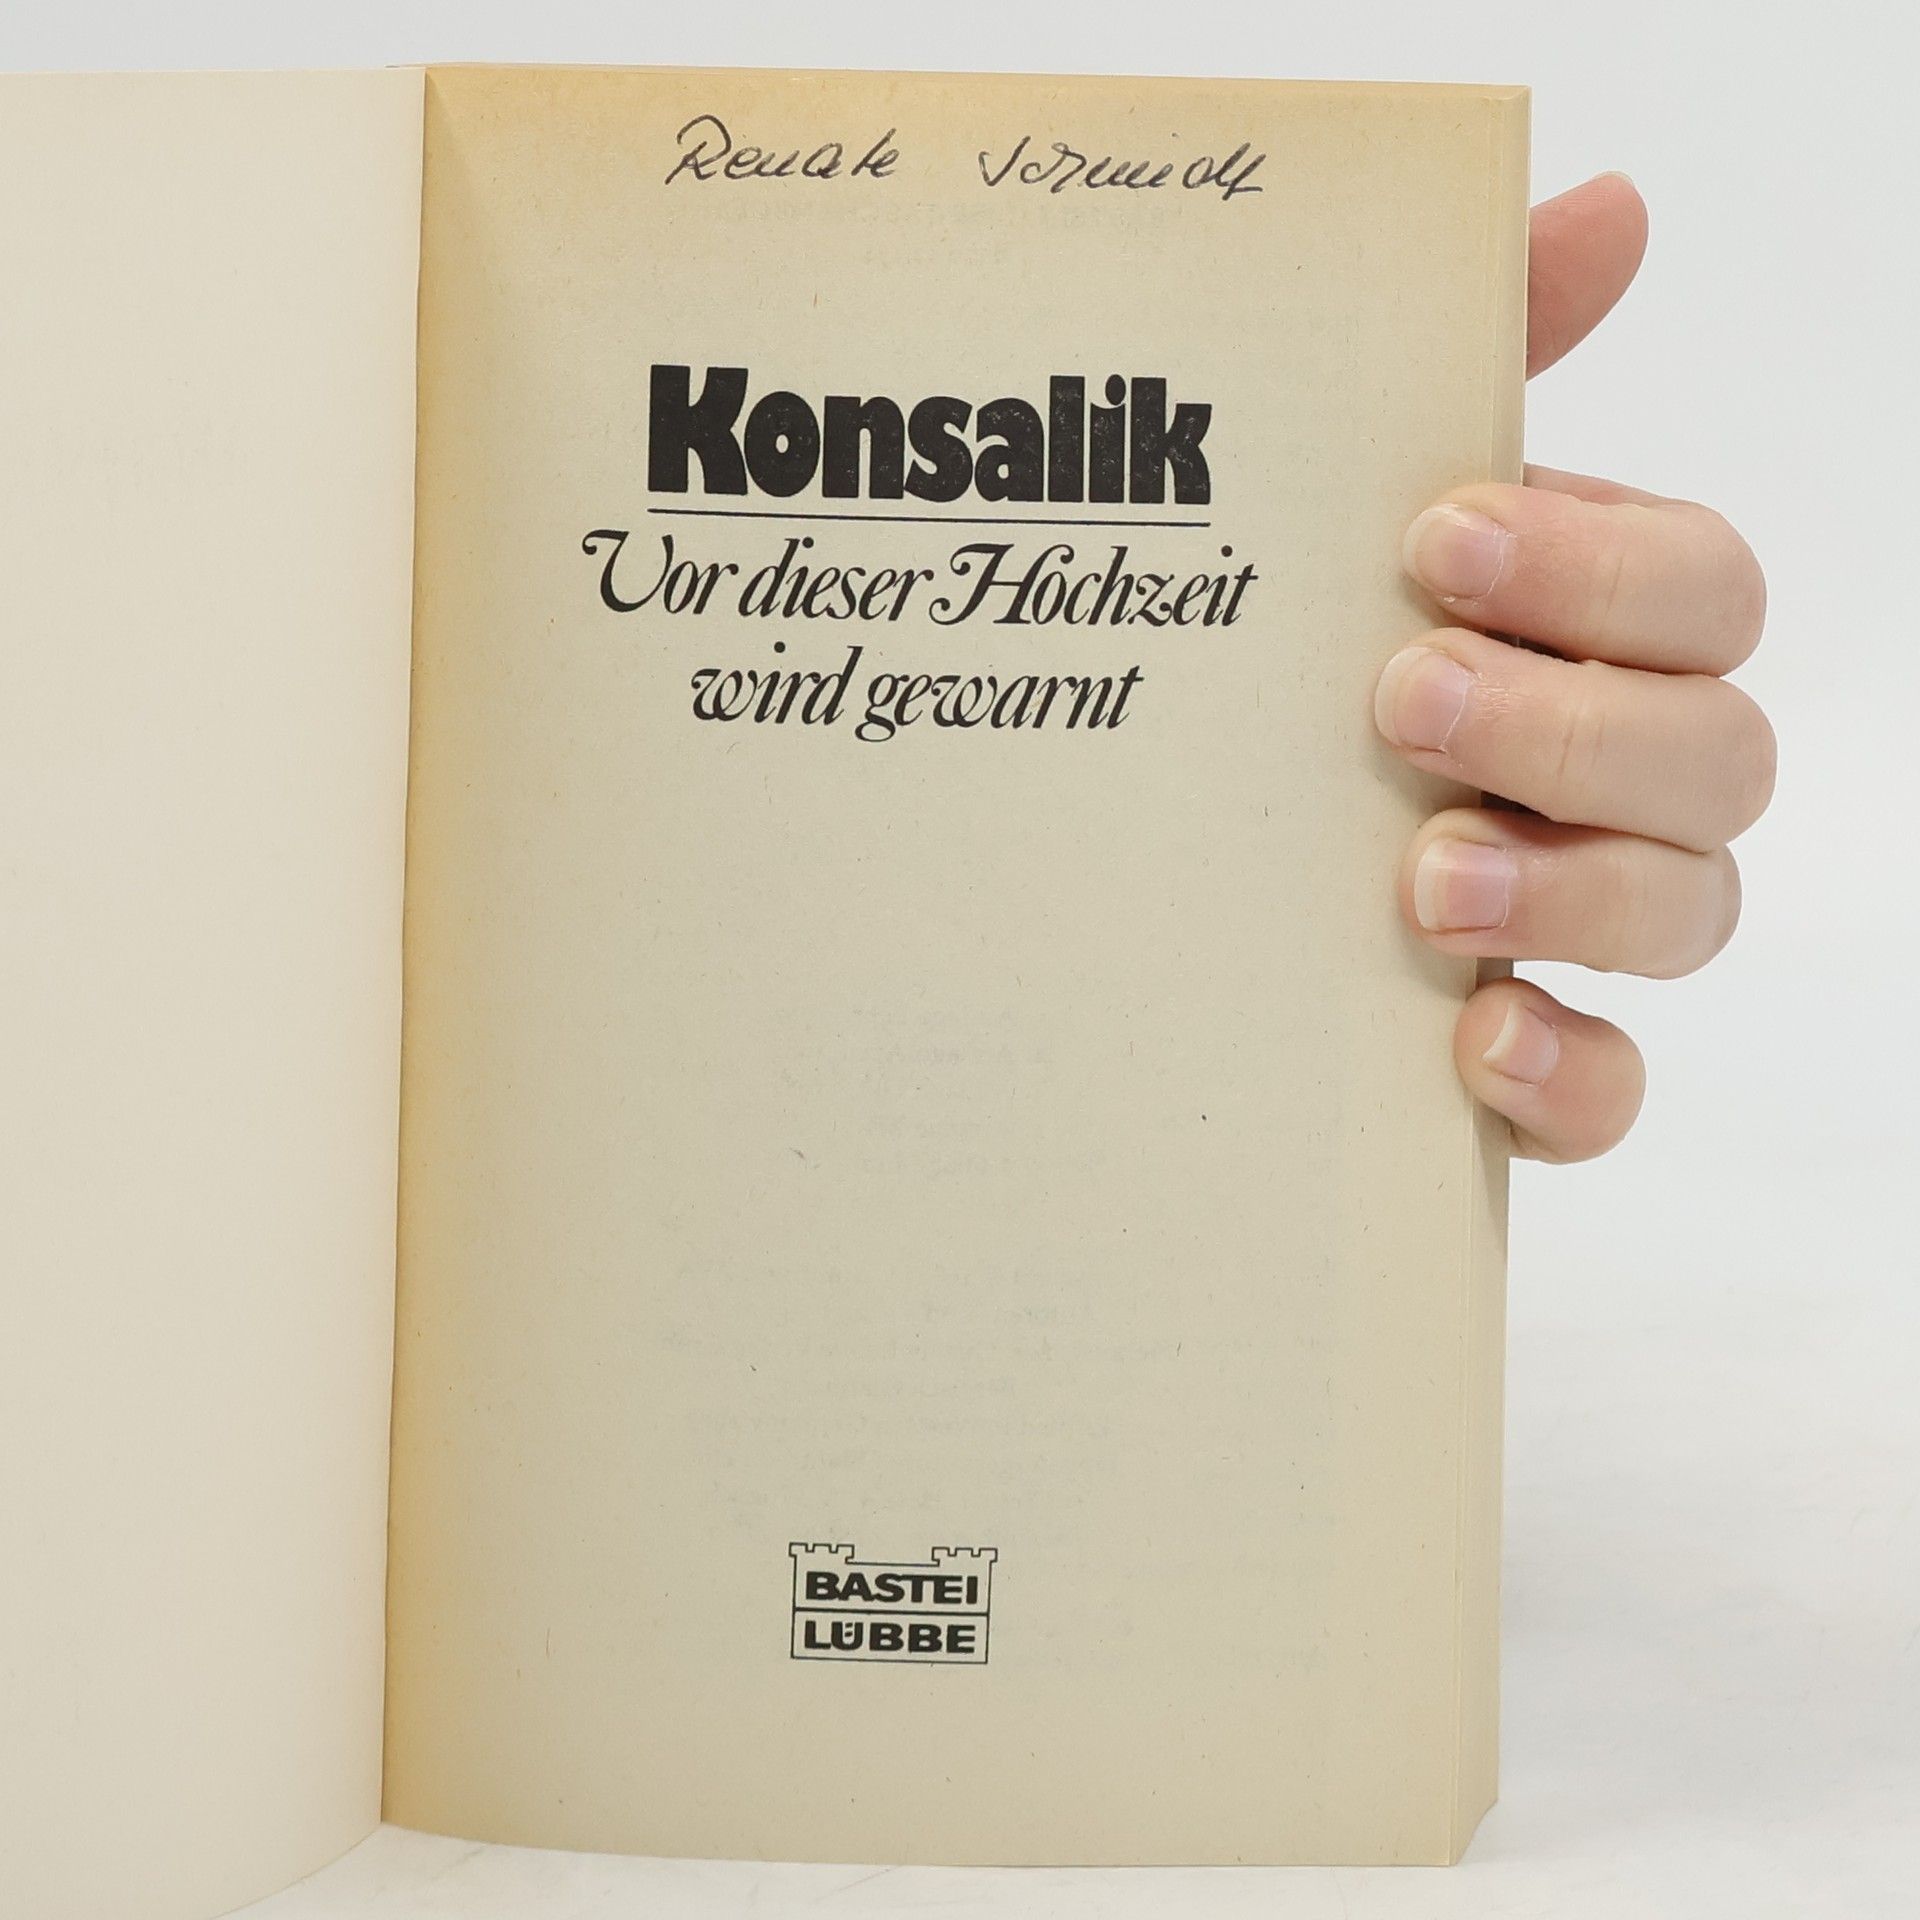 Renate Schmidt
Konsalik
Vor dieser Hochzeit
wird gewarnt
BASTEI
LÜBBE